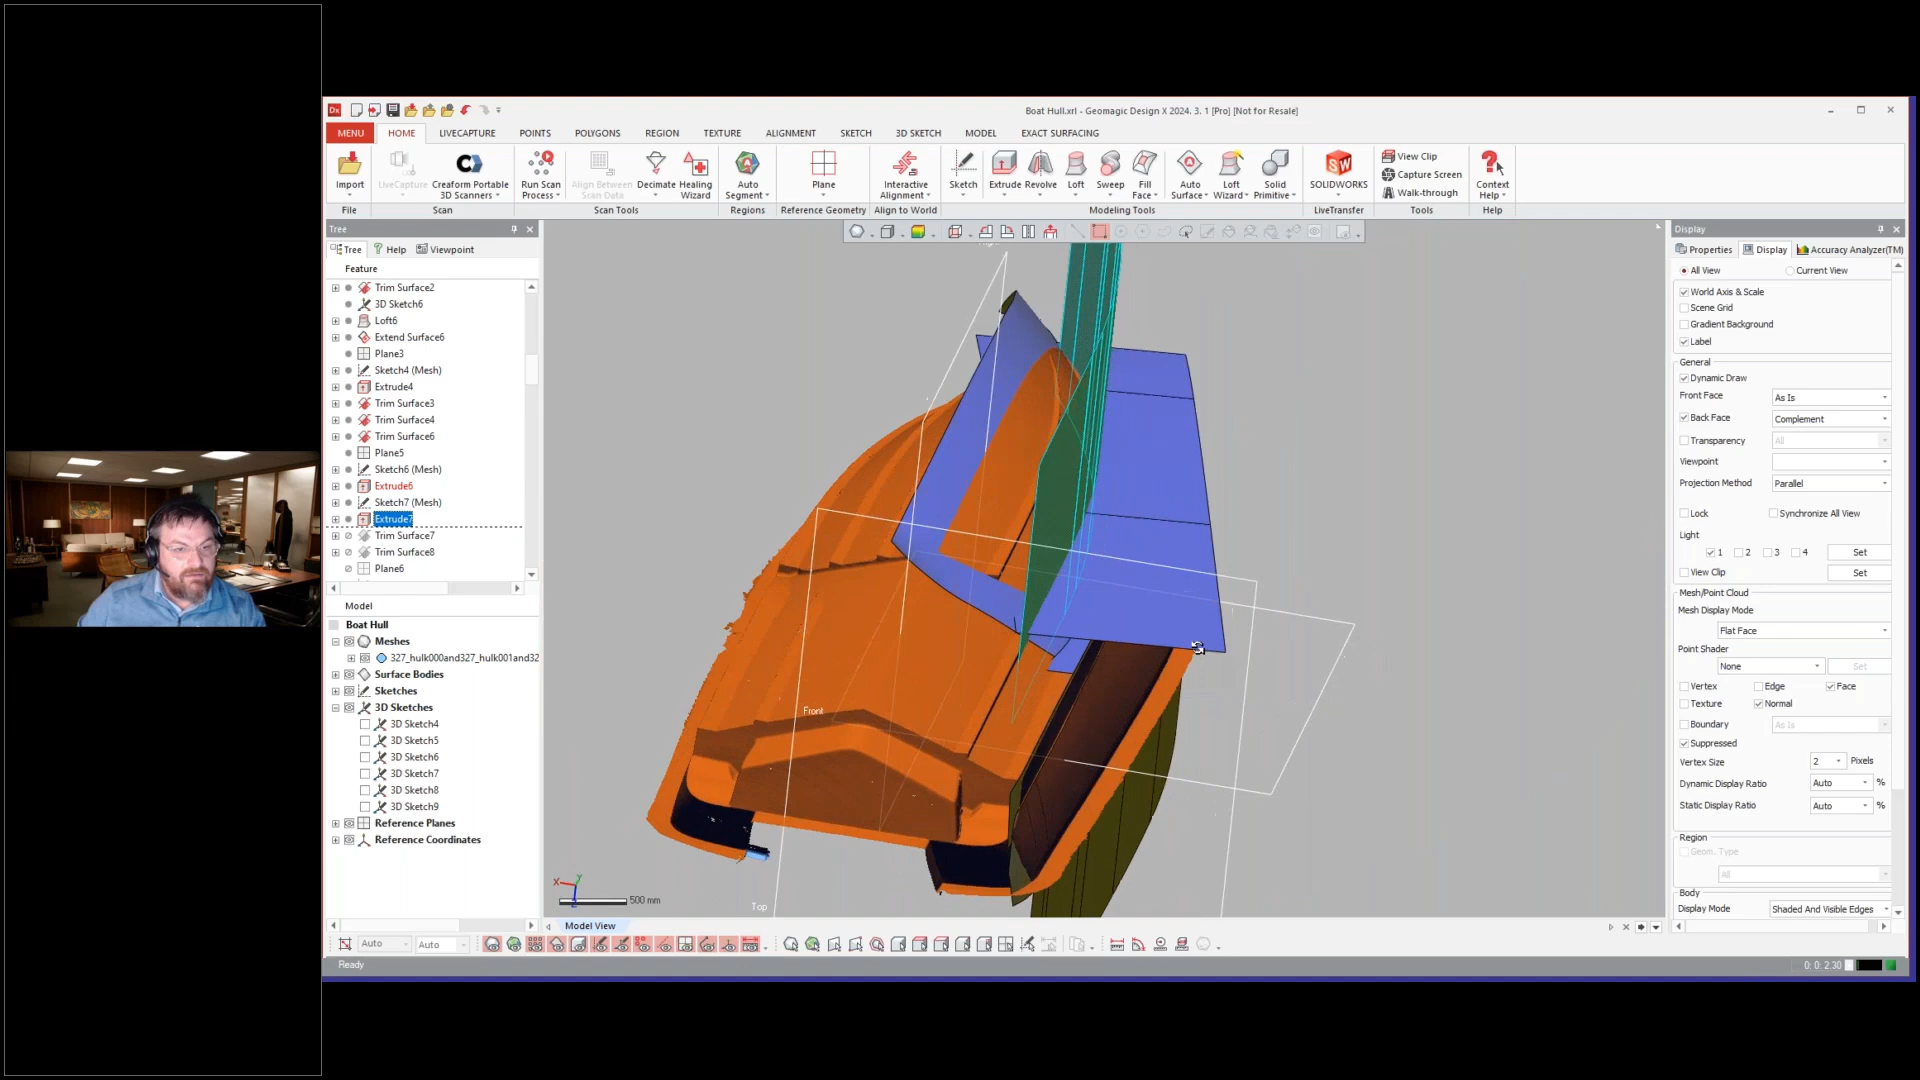 Boat Hull.xrl - Geomagic Design X 2024. 3. 1 [Pro] [Not for Resale]
MENU HOME LIVECAPTURE POINTS POLYGONS REGION TEXTURE ALIGNMENT SKETCH 3D SKETCH MODEL EXACT SURFACING
Import LiveCapture Creaform Portable 3D Scanners Run Scan Process Align Between Scan Data Decimate Healing Wizard Auto Segment Plane Interactive Alignment Sketch Extrude Revolve Loft Sweep Fill Face Auto Surface Loft Wizard Solid Primitive SOLIDWORKS View Clip Capture Screen Walk-through Context Help
File Scan Scan Tools Regions Reference Geometry Align to World Modeling Tools LiveTransfer Tools Help
Tree
Tree Help Viewpoint
Feature
Trim Surface2
3D Sketch6
Loft6
Extend Surface6
Plane3
Sketch4 (Mesh)
Extrude4
Trim Surface3
Trim Surface4
Trim Surface6
Plane5
Sketch6 (Mesh)
Extrude6
Sketch7 (Mesh)
Extrude7
Trim Surface7
Trim Surface8
Plane6
Model
Boat Hull
Meshes
327_hulk000and327_hulk001and32
Surface Bodies
Sketches
3D Sketches
3D Sketch4
3D Sketch5
3D Sketch6
3D Sketch7
3D Sketch8
3D Sketch9
Reference Planes
Reference Coordinates
Front
X Y
500 mm
Top
Model View
Display
Properties Display Accuracy Analyzer(TM)
All View Current View
World Axis & Scale
Scene Grid
Gradient Background
Label
General
Dynamic Draw
Front Face As Is
Back Face Complement
Transparency All
Viewpoint
Projection Method Parallel
Lock Synchronize All View
Light
1 2 3 4 Set
View Clip Set
Mesh/Point Cloud
Mesh Display Mode
Flat Face
Point Shader
None Set
Vertex Edge Face
Texture Normal
Boundary As Is
Suppressed
Vertex Size 2 Pixels
Dynamic Display Ratio Auto %
Static Display Ratio Auto %
Region
Geom. Type
All
Body
Display Mode Shaded And Visible Edges
Auto Auto
Ready
0: 0: 2.30